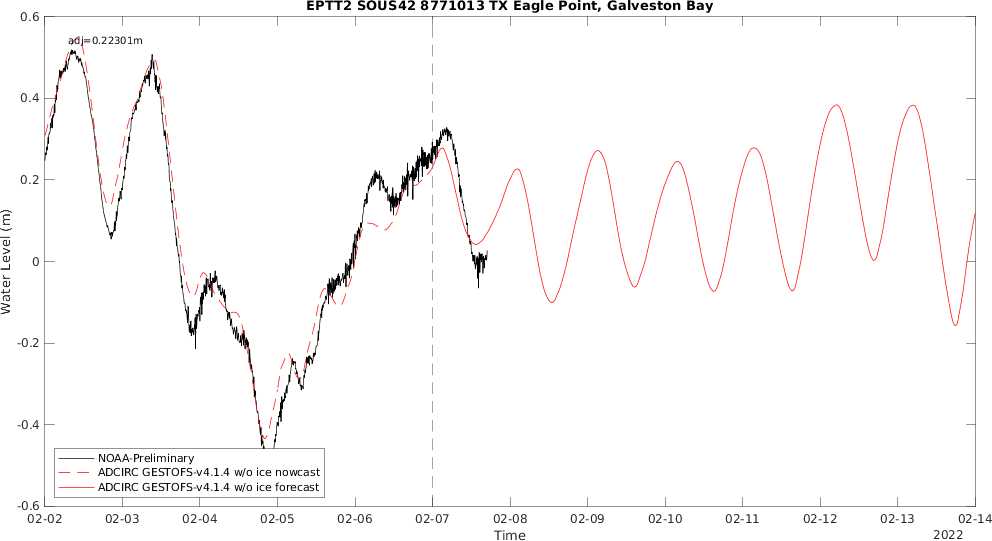 EPTT2 SOUS42 8771013 TX Eagle Point, Galveston Bay
adj=0.22301m
0.6
0.4
0.2
0
-0.2
-0.4
-0.6
Water Level (m)
NOAA-Preliminary
ADCIRC GESTOFS-v4.1.4 w/o ice nowcast
ADCIRC GESTOFS-v4.1.4 w/o ice forecast
02-02 02-03 02-04 02-05 02-06 02-07 02-08 02-09 02-10 02-11 02-12 02-13 02-14
Time
2022